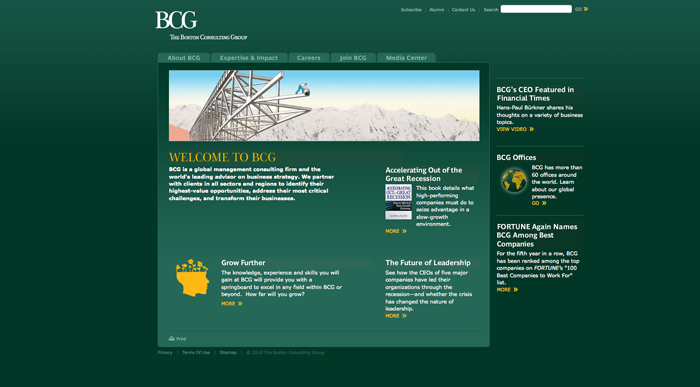 BCG
THE BOSTON CONSULTING GROUP
Subscribe | Alumni | Contact Us | Search GO »
About BCG Expertise & Impact Careers Join BCG Media Center
WELCOME TO BCG
BCG is a global management consulting firm and the
world's leading advisor on business strategy. We partner
with clients in all sectors and regions to identify their
highest-value opportunities, address their most critical
challenges, and transform their businesses.
Accelerating Out of the
Great Recession
ACCELERATING
OUT OF THE
GREAT
RECESSION
This book details what
high-performing
companies must do to
seize advantage in a
slow-growth
environment.
MORE »
Grow Further
The knowledge, experience and skills you will
gain at BCG will provide you with a
springboard to excel in any field within BCG or
beyond. How far will you grow?
MORE »
The Future of Leadership
See how the CEOs of five major
companies have led their
organizations through the
recession—and whether the crisis
has changed the nature of
leadership.
MORE »
BCG's CEO Featured in
Financial Times
Hans-Paul Bürkner shares his
thoughts on a variety of business
topics.
VIEW VIDEO »
BCG Offices
BCG has more than
60 offices around
the world. Learn
about our global
presence.
GO »
FORTUNE Again Names
BCG Among Best
Companies
For the fifth year in a row, BCG
has been ranked among the top
companies on FORTUNE's "100
Best Companies to Work For"
list.
MORE »
Print
Privacy | Terms Of Use | Sitemap | © 2010 The Boston Consulting Group